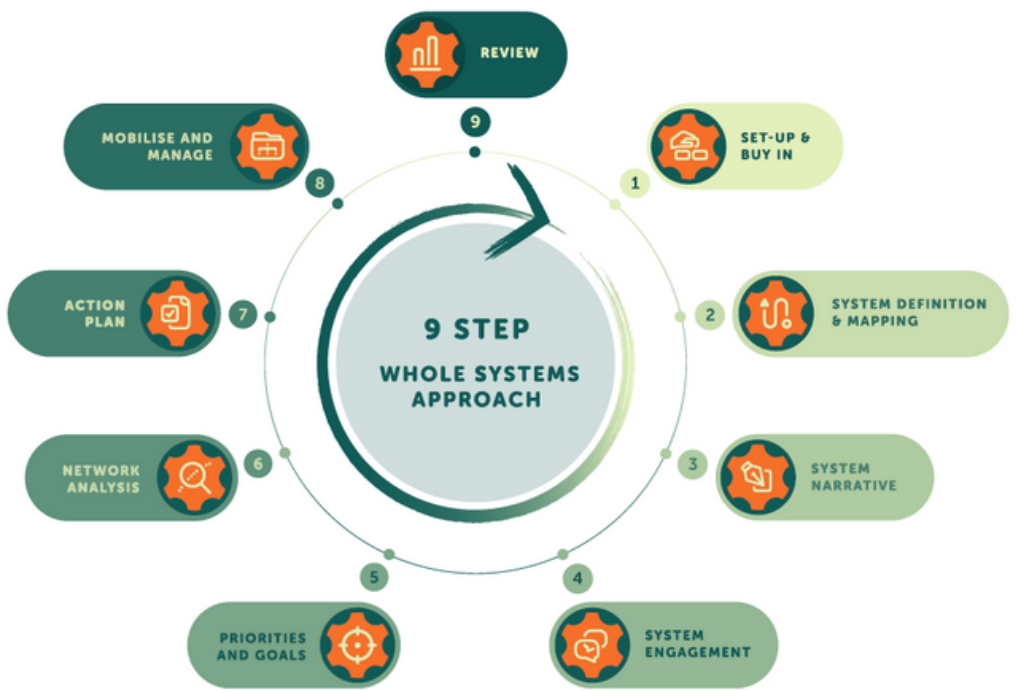 9 STEP
WHOLE SYSTEMS
APPROACH
1
SET-UP &
BUY IN
2
SYSTEM DEFINITION
& MAPPING
3
SYSTEM
NARRATIVE
4
SYSTEM
ENGAGEMENT
5
PRIORITIES
AND GOALS
6
NETWORK
ANALYSIS
7
ACTION
PLAN
8
MOBILISE AND
MANAGE
9
REVIEW